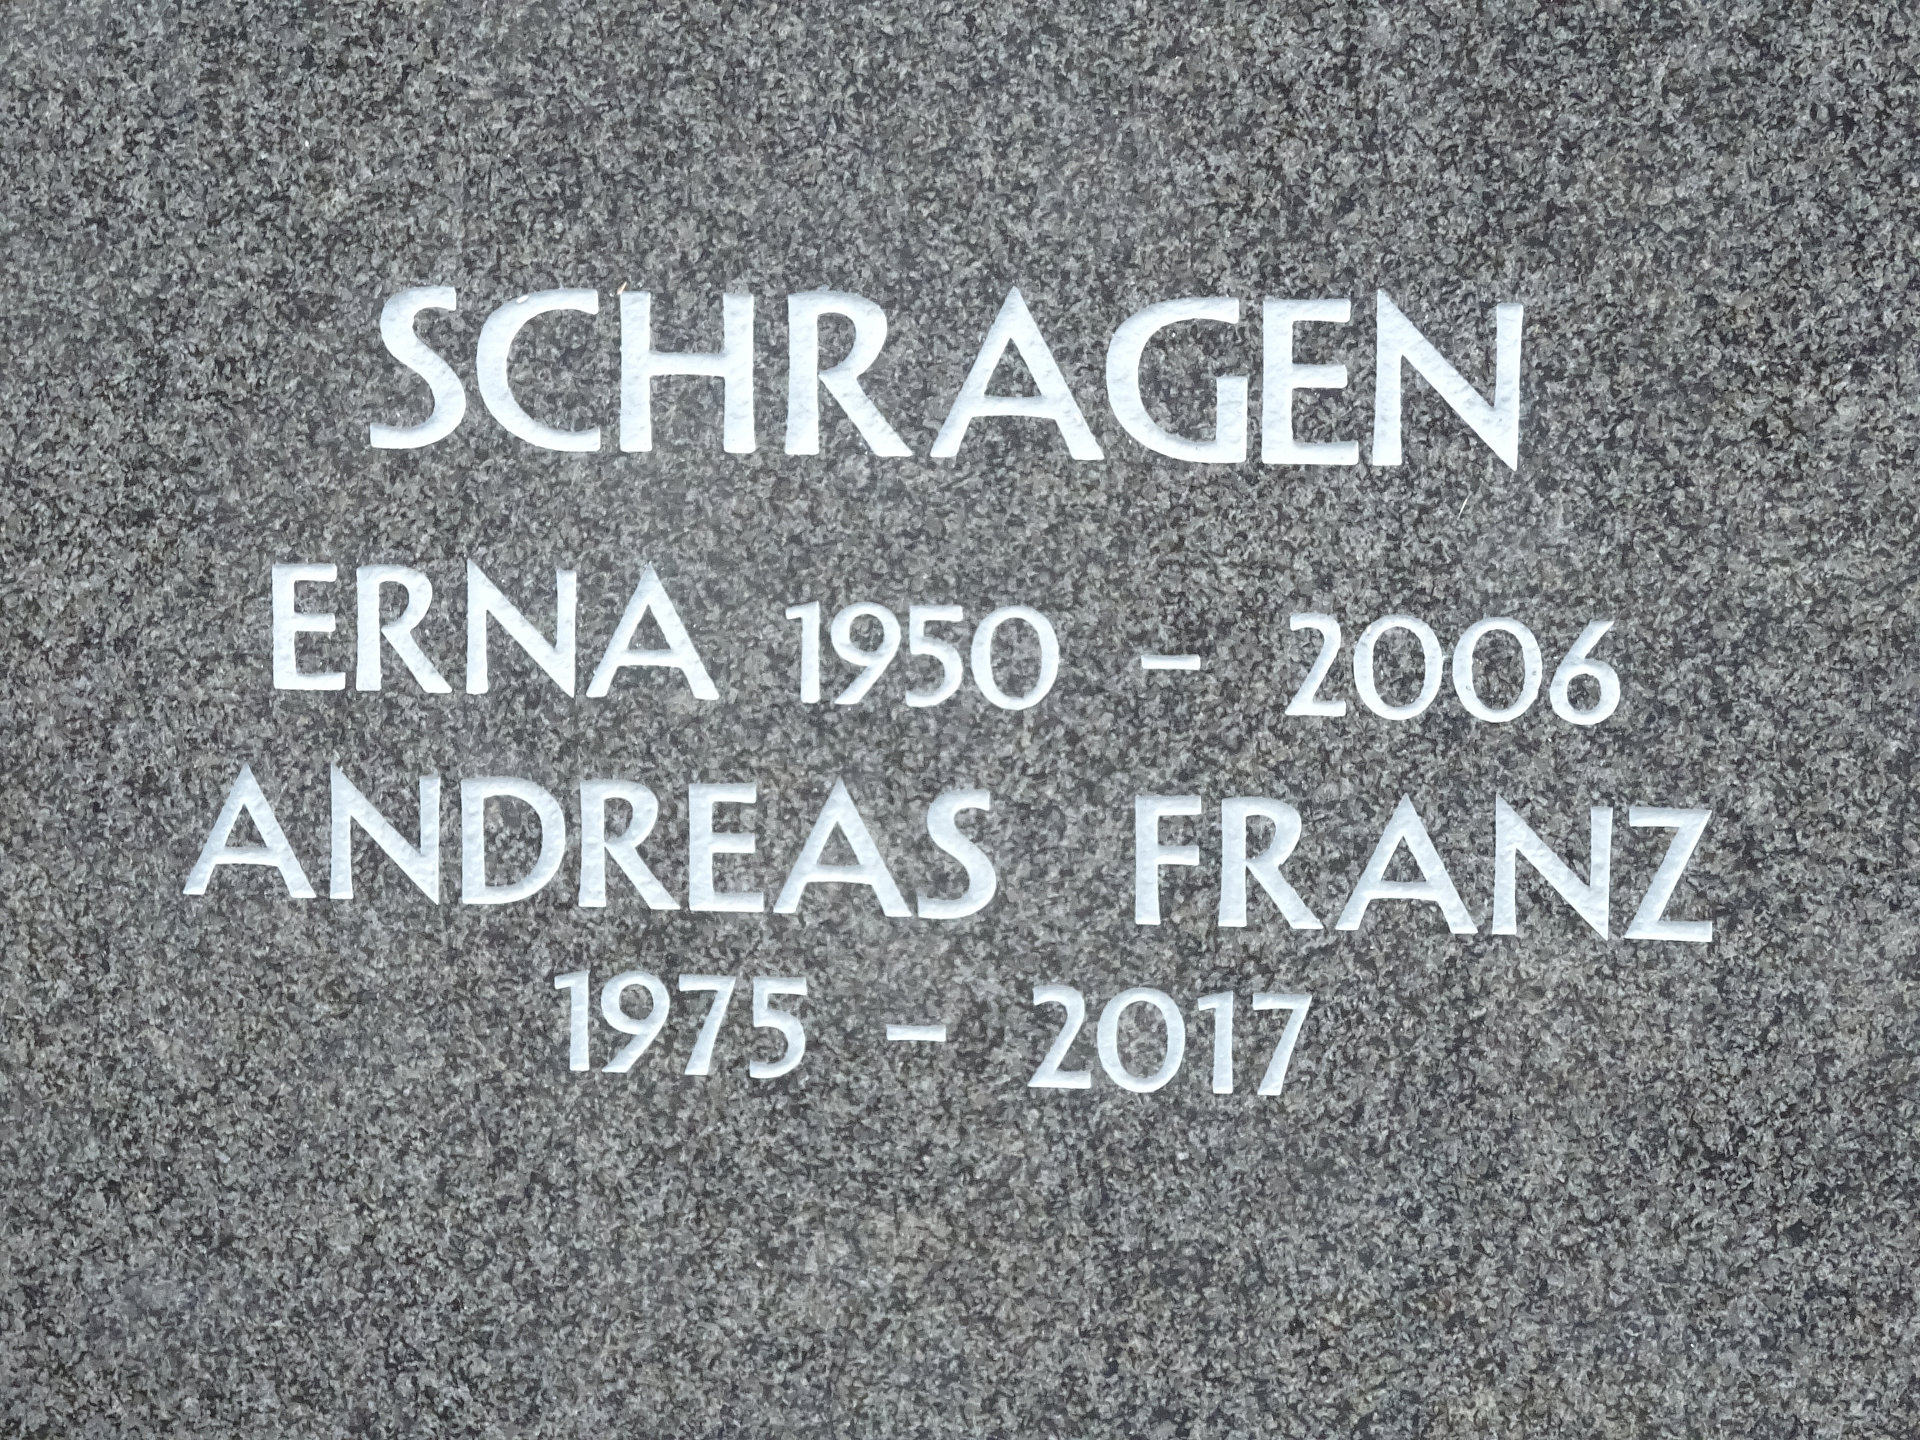 SCHRAGEN
ERNA 1950 – 2006
ANDREAS FRANZ
1975 – 2017